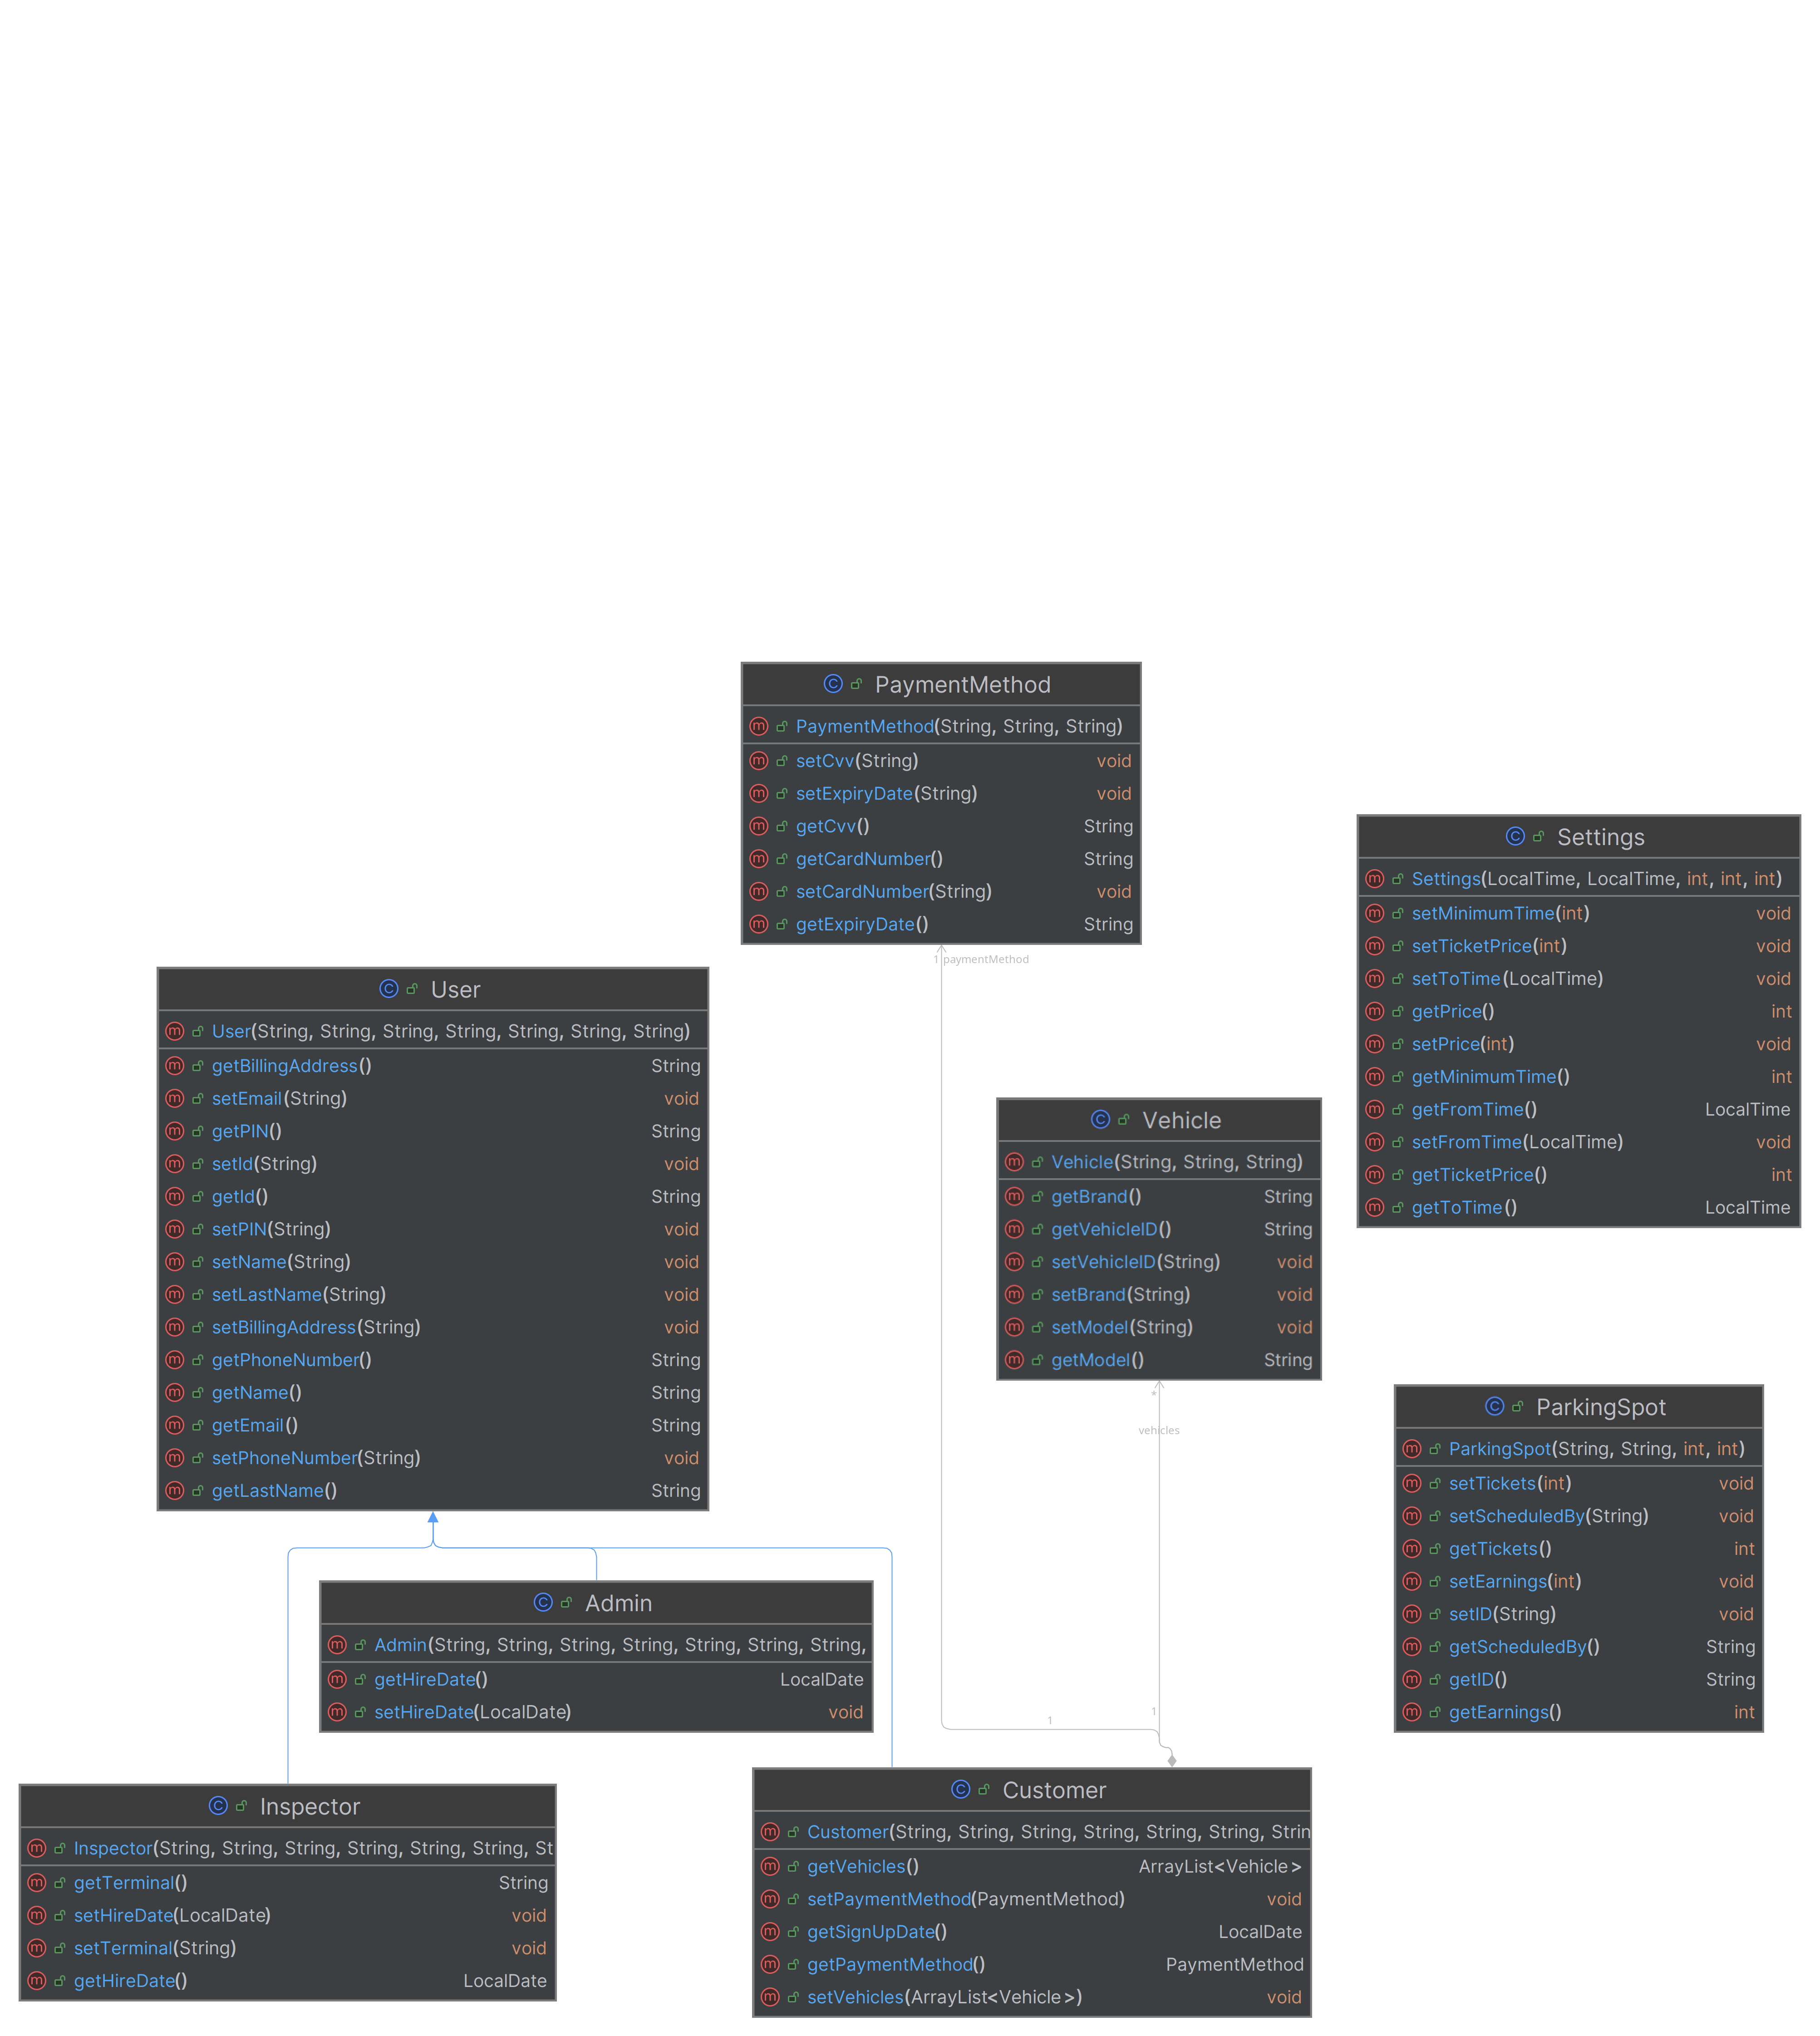 PaymentMethod
PaymentMethod(String, String, String)
setCvv(String) void
setExpiryDate(String) void
getCvv() String
getCardNumber() String
setCardNumber(String) void
getExpiryDate() String
1 paymentMethod
Settings
Settings(LocalTime, LocalTime, int, int, int)
setMinimumTime(int) void
setTicketPrice(int) void
setToTime(LocalTime) void
getPrice() int
setPrice(int) void
getMinimumTime() int
getFromTime() LocalTime
setFromTime(LocalTime) void
getTicketPrice() int
getToTime() LocalTime
User
User(String, String, String, String, String, String, String)
getBillingAddress() String
setEmail(String) void
getPIN() String
setId(String) void
getId() String
setPIN(String) void
setName(String) void
setLastName(String) void
setBillingAddress(String) void
getPhoneNumber() String
getName() String
getEmail() String
setPhoneNumber(String) void
getLastName() String
Vehicle
Vehicle(String, String, String)
getBrand() String
getVehicleID() String
setVehicleID(String) void
setBrand(String) void
setModel(String) void
getModel() String
*
vehicles
ParkingSpot
ParkingSpot(String, String, int, int)
setTickets(int) void
setScheduledBy(String) void
getTickets() int
setEarnings(int) void
setID(String) void
getScheduledBy() String
getID() String
getEarnings() int
Admin
Admin(String, String, String, String, String, String, String,
getHireDate() LocalDate
setHireDate(LocalDate) void
1
1
Inspector
Inspector(String, String, String, String, String, String, St
getTerminal() String
setHireDate(LocalDate) void
setTerminal(String) void
getHireDate() LocalDate
Customer
Customer(String, String, String, String, String, String, Strin
getVehicles() ArrayList<Vehicle>
setPaymentMethod(PaymentMethod) void
getSignUpDate() LocalDate
getPaymentMethod() PaymentMethod
setVehicles(ArrayList<Vehicle>) void